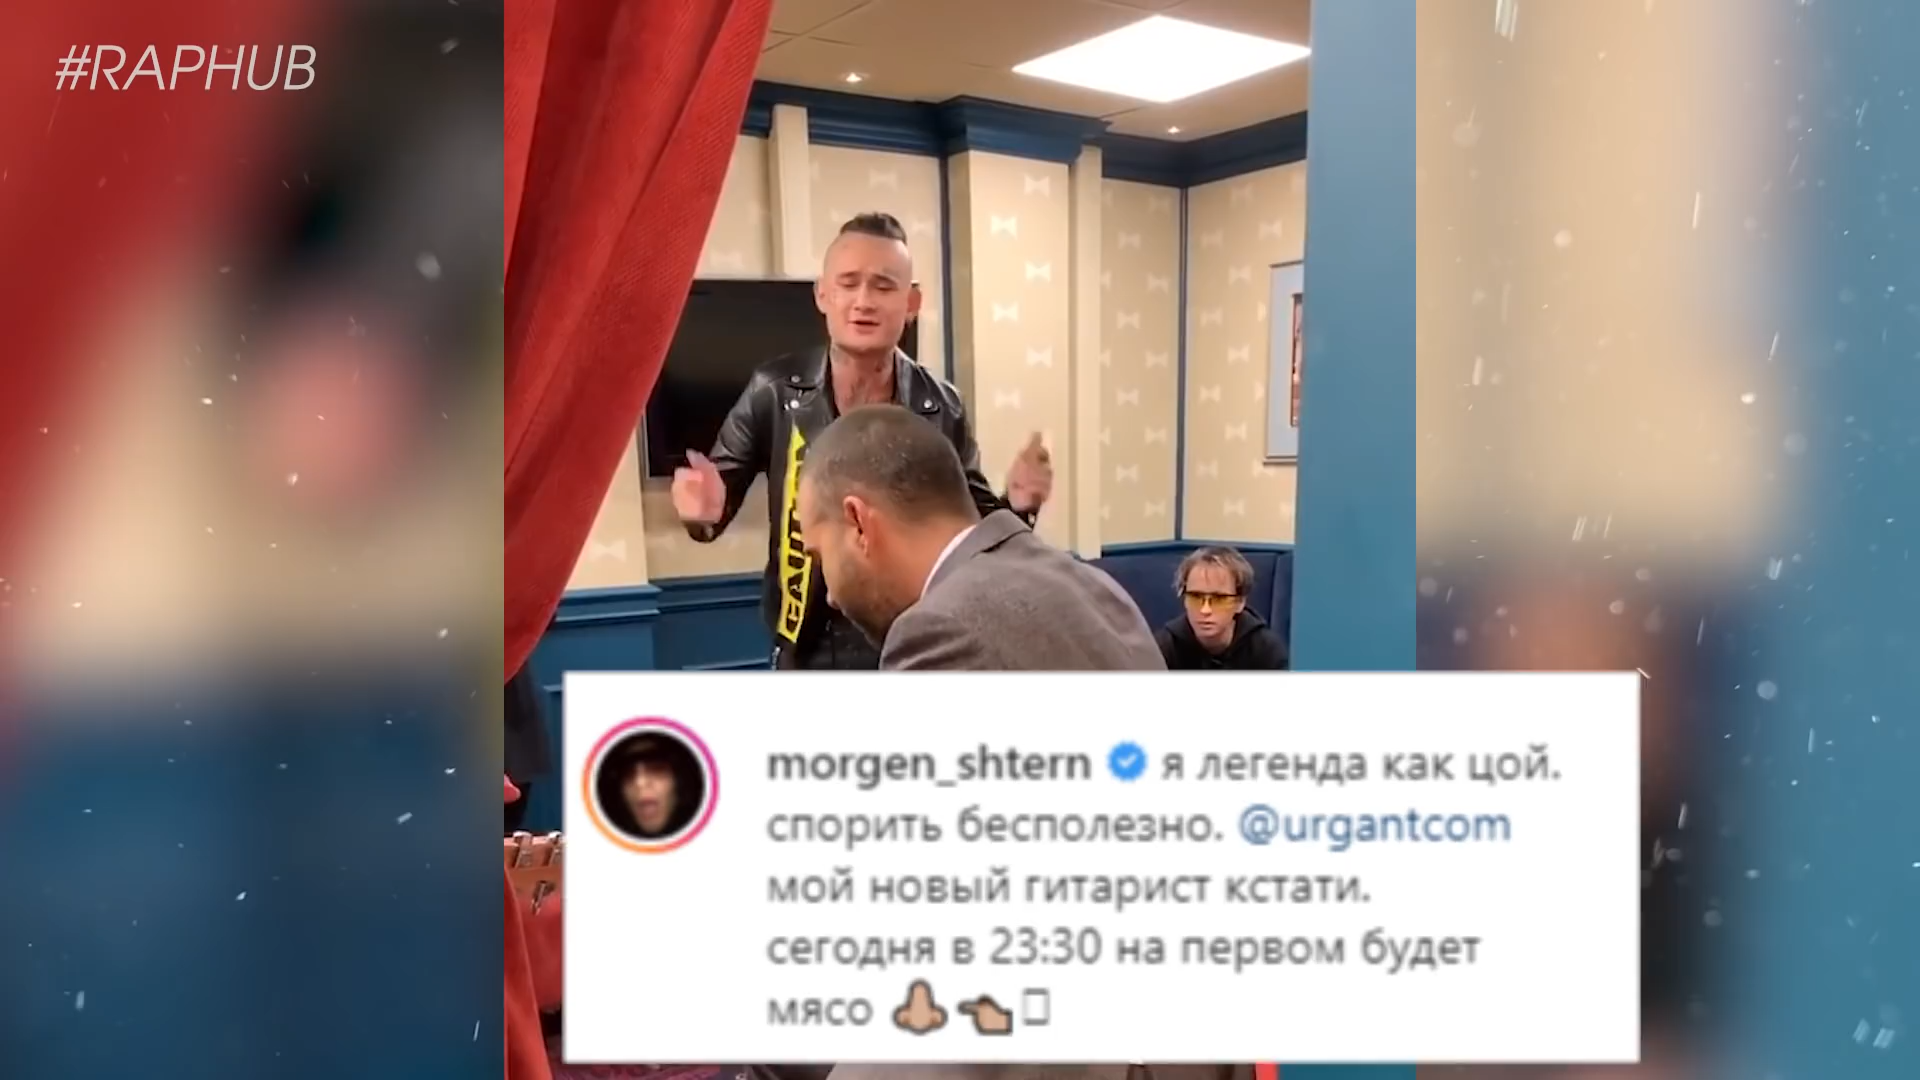 #RAPHUB
CAUT
morgen_shtern я легенда как цой.
спорить бесполезно. @urgantcom
мой новый гитарист кстати.
сегодня в 23:30 на первом будет
мясо